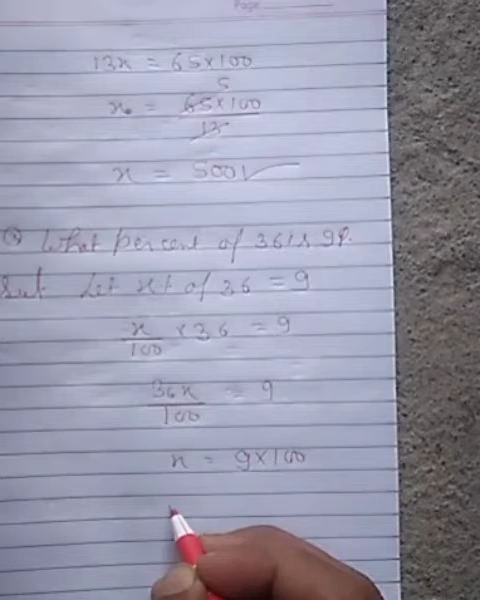 Page
13x = 65×100
5
x = 65×100
13
x = 500
Q What percent of 36 is 9?
Let x% of 36 = 9
x/100 × 36 = 9
36x/100 = 9
x = 9×100